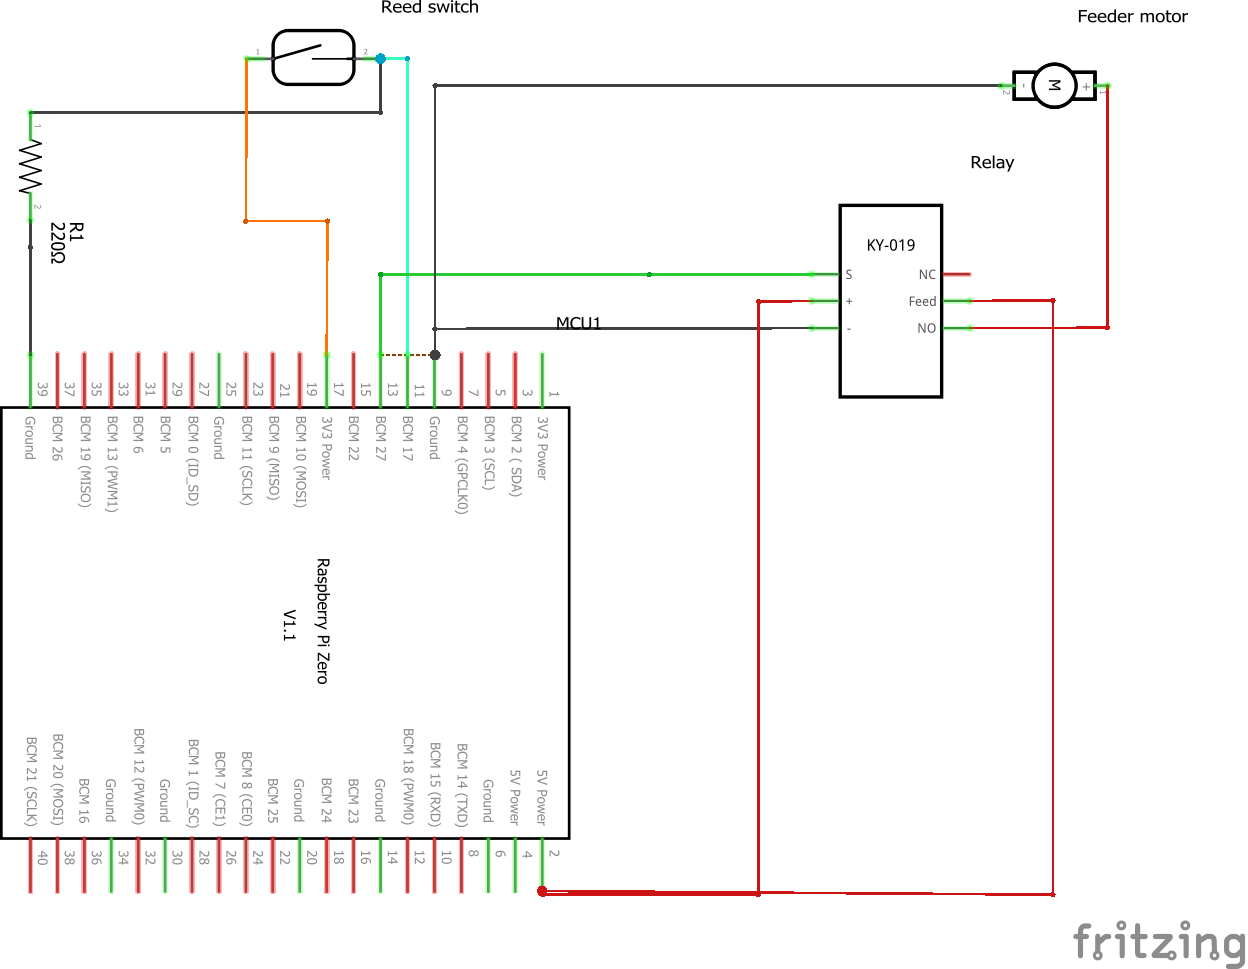 Reed switch
Feeder motor
1
2
2
- M +
1
Relay
1
2
R1
220Ω
KY-019
S NC
+ Feed
- NO
MCU1
39 37 35 33 31 29 27 25 23 21 19 17 15 13 11 9 7 5 3 1
Ground
BCM 26
BCM 19 (MISO)
BCM 13 (PWM1)
BCM 6
BCM 5
BCM 0 (ID_SD)
Ground
BCM 11 (SCLK)
BCM 9 (MISO)
BCM 10 (MOSI)
3V3 Power
BCM 22
BCM 27
BCM 17
Ground
BCM 4 (GPCLK0)
BCM 3 (SCL)
BCM 2 ( SDA)
3V3 Power
Raspberry Pi Zero
V1.1
BCM 21 (SCLK)
BCM 20 (MOSI)
BCM 16
Ground
BCM 12 (PWM0)
Ground
BCM 1 (ID_SC)
BCM 7 (CE1)
BCM 8 (CE0)
BCM 25
Ground
BCM 24
BCM 23
Ground
BCM 18 (PWM0)
BCM 15 (RXD)
BCM 14 (TXD)
Ground
5V Power
5V Power
40 38 36 34 32 30 28 26 24 22 20 18 16 14 12 10 8 6 4 2
fritzing